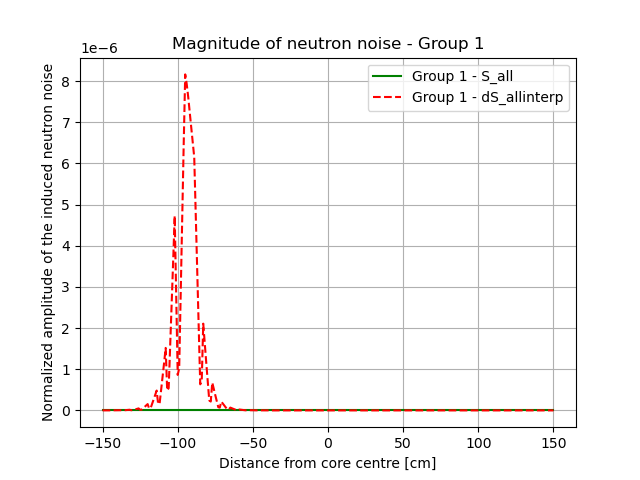 Magnitude of neutron noise - Group 1
1e−6
Group 1 - S_all
Group 1 - dS_allinterp
Normalized amplitude of the induced neutron noise
8
7
6
5
4
3
2
1
0
−150
−100
−50
0
50
100
150
Distance from core centre [cm]